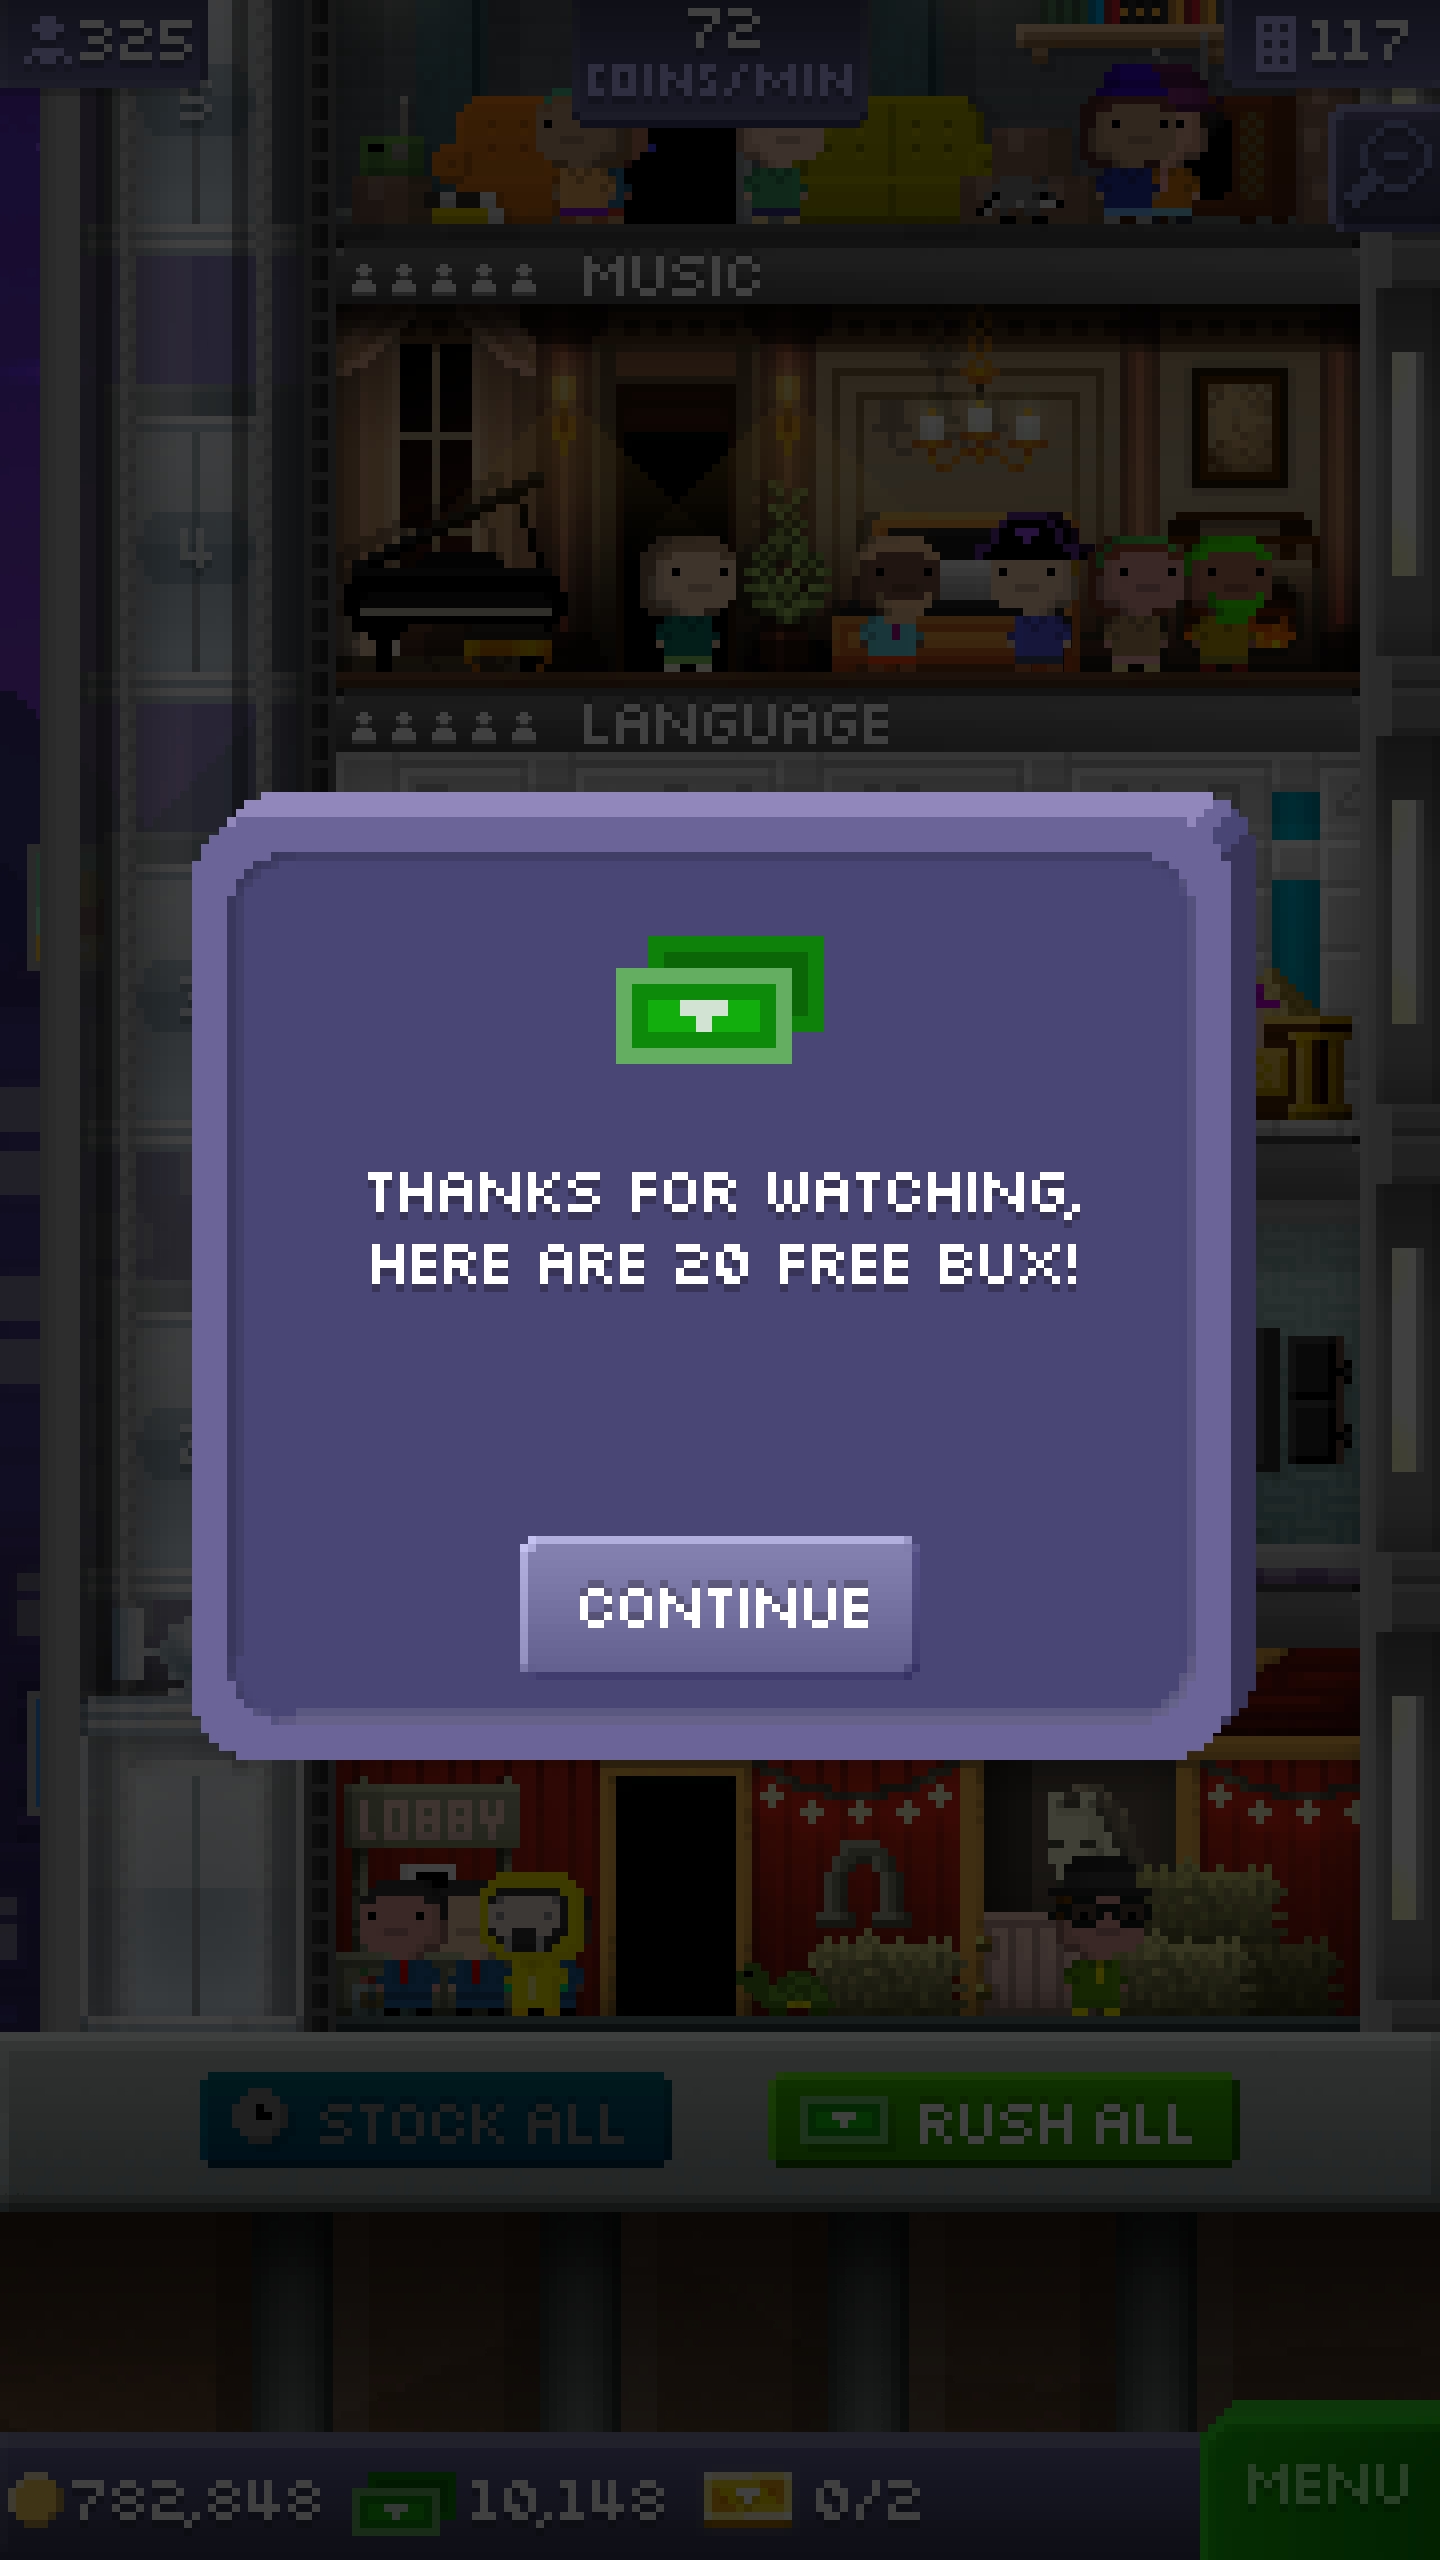 325
72
COINS/MIN
117
5
MUSIC
4
LANGUAGE
THANKS FOR WATCHING,
HERE ARE 20 FREE BUX!
CONTINUE
LOBBY
STOCK ALL
RUSH ALL
782,848
10,148
0/2
MENU